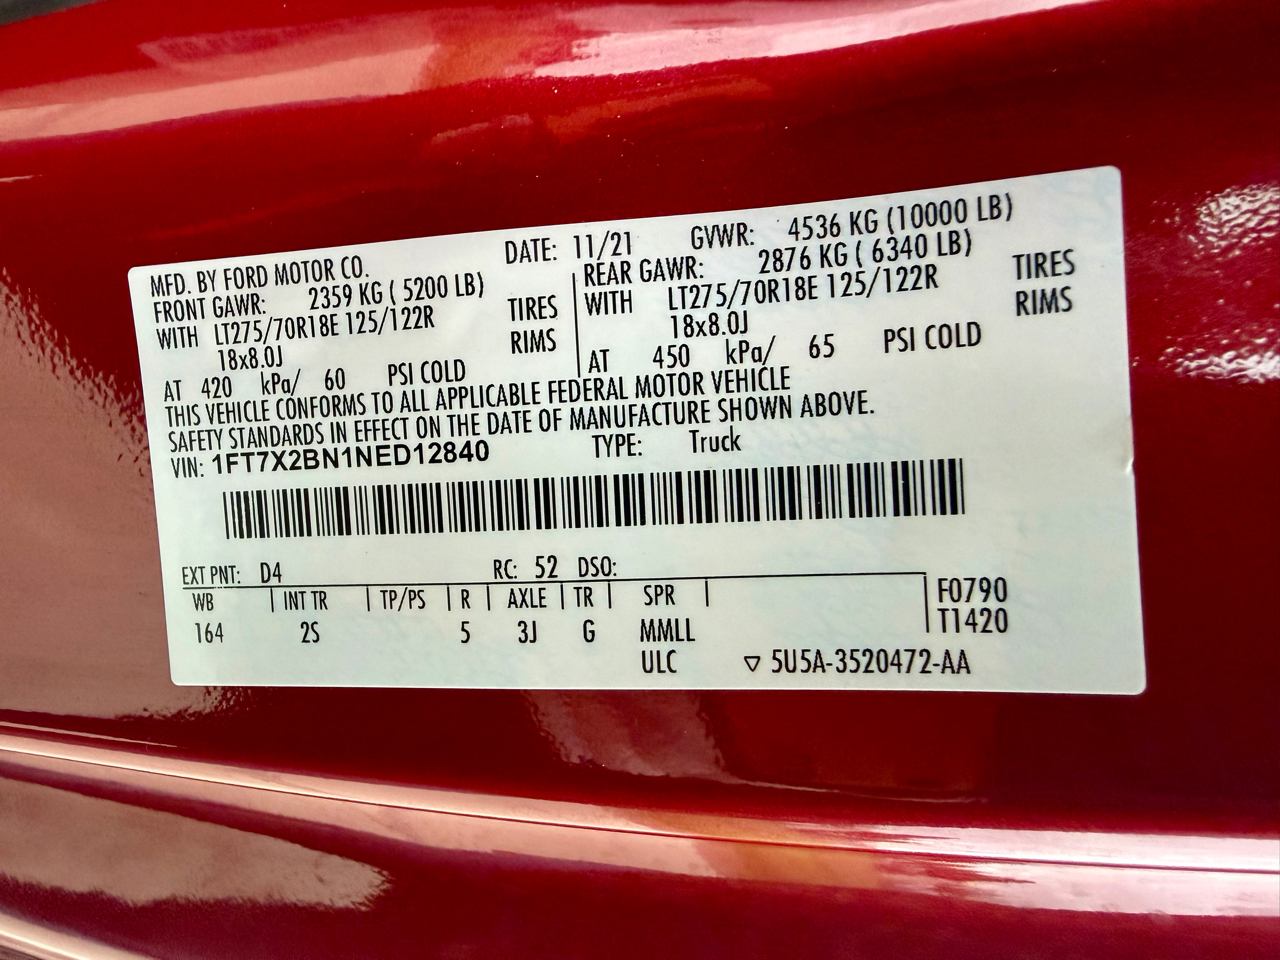 MFD. BY FORD MOTOR CO. DATE: 11/21 GVWR: 4536 KG (10000 LB)
FRONT GAWR: 2359 KG ( 5200 LB) REAR GAWR: 2876 KG ( 6340 LB)
WITH LT275/70R18E 125/122R TIRES WITH LT275/70R18E 125/122R TIRES
18x8.0J RIMS 18x8.0J RIMS
AT 420 kPa/ 60 PSI COLD AT 450 kPa/ 65 PSI COLD
THIS VEHICLE CONFORMS TO ALL APPLICABLE FEDERAL MOTOR VEHICLE
SAFETY STANDARDS IN EFFECT ON THE DATE OF MANUFACTURE SHOWN ABOVE.
VIN: 1FT7X2BN1NED12840 TYPE: Truck
EXT PNT: D4 RC: 52 DSO:
WB INT TR TP/PS R AXLE TR SPR F0790
164 2S 5 3J G MMLL T1420
ULC ▽ 5U5A-3520472-AA